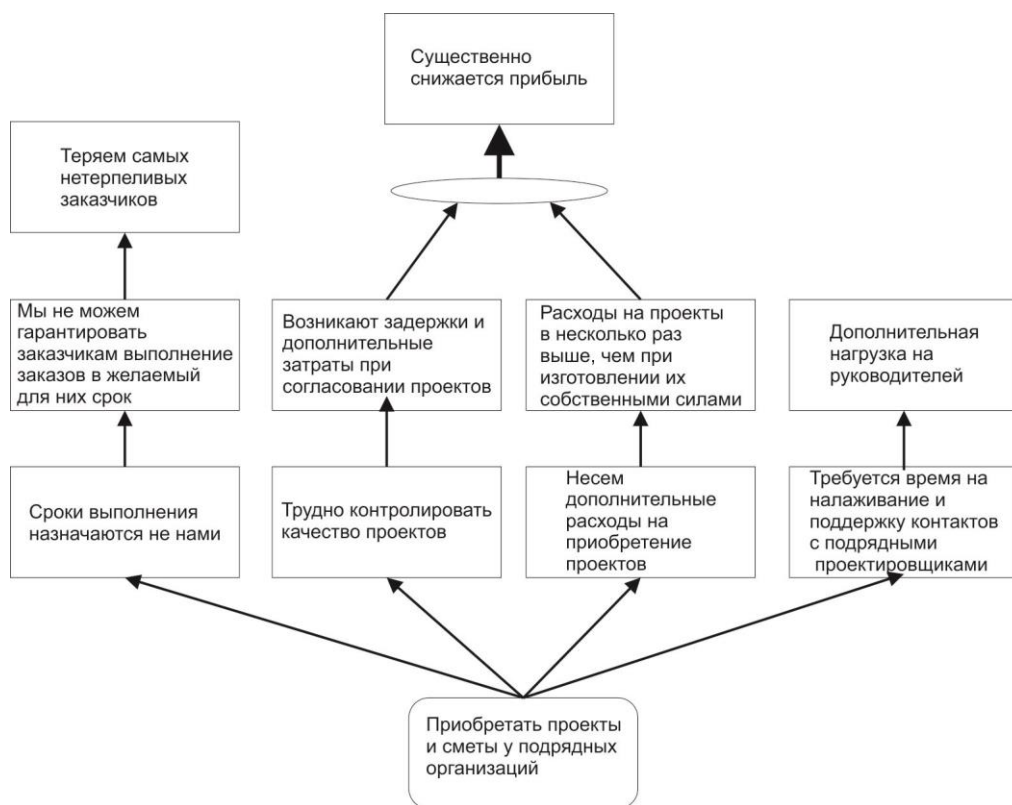 Существенно
снижается прибыль
Теряем самых
нетерпеливых
заказчиков
Мы не можем
гарантировать
заказчикам выполнение
заказов в желаемый
для них срок
Возникают задержки и
дополнительные
затраты при
согласовании проектов
Расходы на проекты
в несколько раз
выше, чем при
изготовлении их
собственными силами
Дополнительная
нагрузка на
руководителей
Сроки выполнения
назначаются не нами
Трудно контролировать
качество проектов
Несем
дополнительные
расходы на
приобретение
проектов
Требуется время на
налаживание и
поддержку контактов
с подрядными
проектировщиками
Приобретать проекты
и сметы у подрядных
организаций